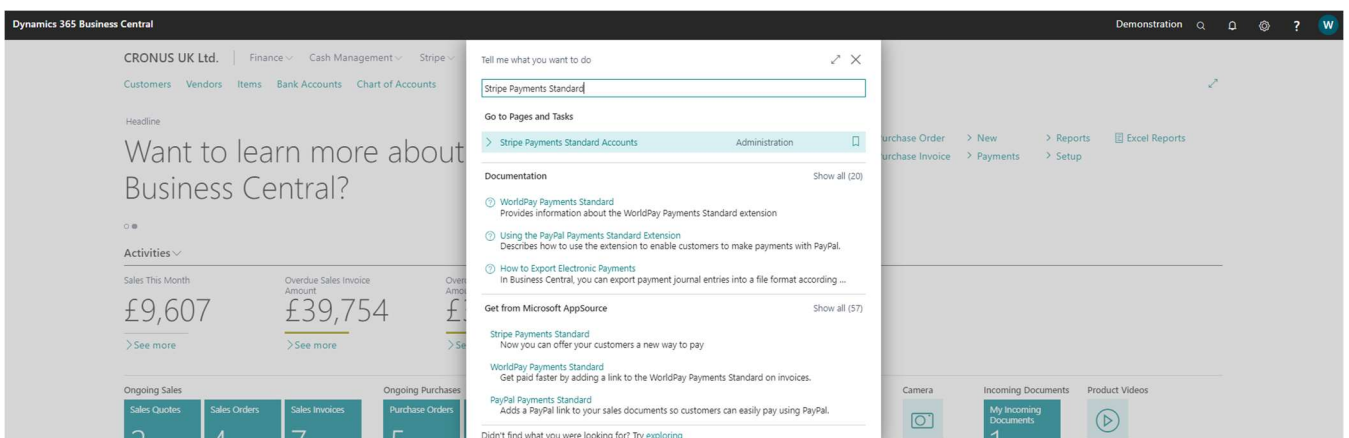 Dynamics 365 Business Central
Demonstration
?
W
CRONUS UK Ltd.
Finance
Cash Management
Stripe
Customers
Vendors
Items
Bank Accounts
Chart of Accounts
Headline
Want to learn more about
Business Central?
Activities
Sales This Month
£9,607
>See more
Overdue Sales Invoice
Amount
£39,754
>See more
Ongoing Sales
Sales Quotes
Sales Orders
Sales Invoices
Ongoing Purchases
Purchase Orders
Tell me what you want to do
Stripe Payments Standard
Go to Pages and Tasks
> Stripe Payments Standard Accounts
Administration
Documentation
Show all (20)
? WorldPay Payments Standard
Provides information about the WorldPay Payments Standard extension
? Using the PayPal Payments Standard Extension
Describes how to use the extension to enable customers to make payments with PayPal.
? How to Export Electronic Payments
In Business Central, you can export payment journal entries into a file format according ...
Get from Microsoft AppSource
Show all (57)
Stripe Payments Standard
Now you can offer your customers a new way to pay
WorldPay Payments Standard
Get paid faster by adding a link to the WorldPay Payments Standard on invoices.
PayPal Payments Standard
Adds a PayPal link to your sales documents so customers can easily pay using PayPal.
Didn't find what you were looking for? Try exploring
urchase Order
> New
> Reports
Excel Reports
urchase Invoice
> Payments
> Setup
Camera
Incoming Documents
My Incoming
Documents
Product Videos